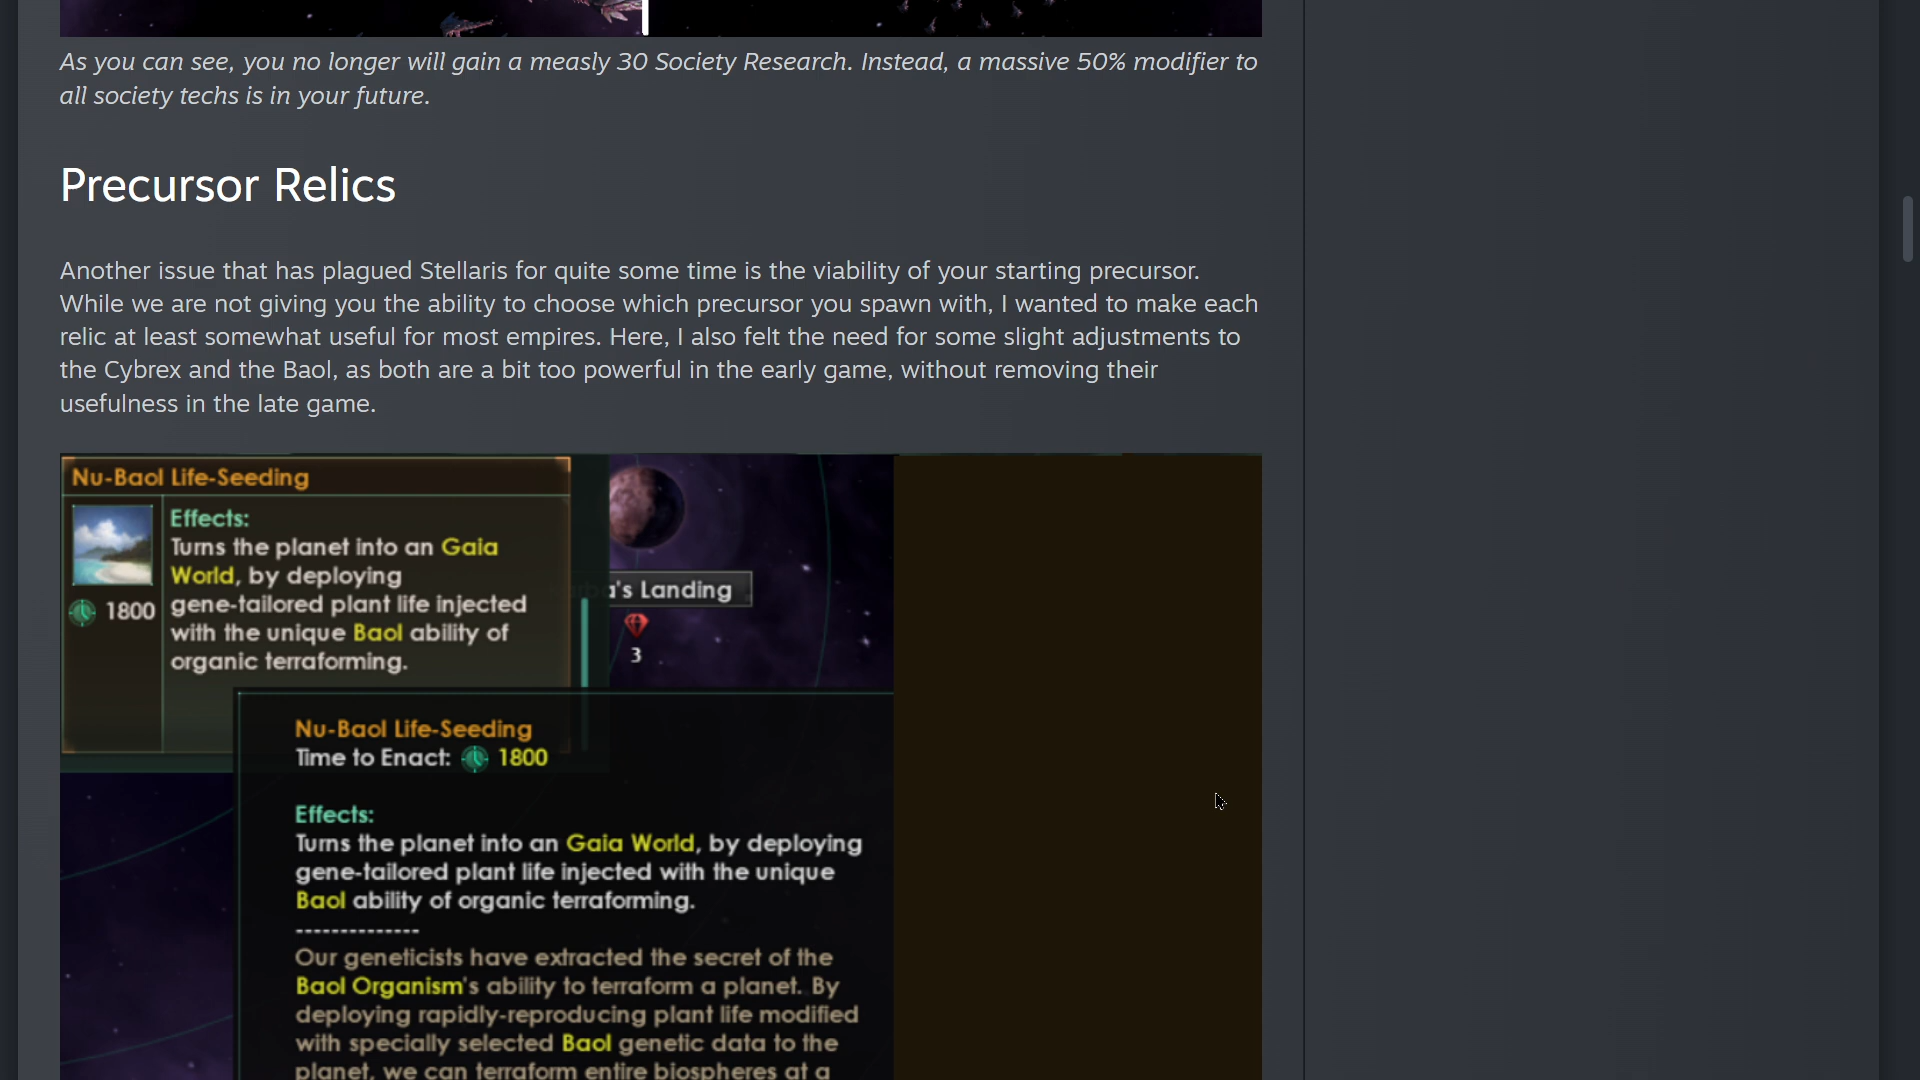 As you can see, you no longer will gain a measly 30 Society Research. Instead, a massive 50% modifier to
all society techs is in your future.
Precursor Relics
Another issue that has plagued Stellaris for quite some time is the viability of your starting precursor.
While we are not giving you the ability to choose which precursor you spawn with, I wanted to make each
relic at least somewhat useful for most empires. Here, I also felt the need for some slight adjustments to
the Cybrex and the Baol, as both are a bit too powerful in the early game, without removing their
usefulness in the late game.
Nu-Baol Life-Seeding
Effects:
Turns the planet into an Gaia
World, by deploying
gene-tailored plant life injected
with the unique Baol ability of
organic terraforming.
1800
a's Landing
3
Nu-Baol Life-Seeding
Time to Enact: 1800
Effects:
Turns the planet into an Gaia World, by deploying
gene-tailored plant life injected with the unique
Baol ability of organic terraforming.
--------------
Our geneticists have extracted the secret of the
Baol Organism's ability to terraform a planet. By
deploying rapidly-reproducing plant life modified
with specially selected Baol genetic data to the
planet, we can terraform entire biospheres at a